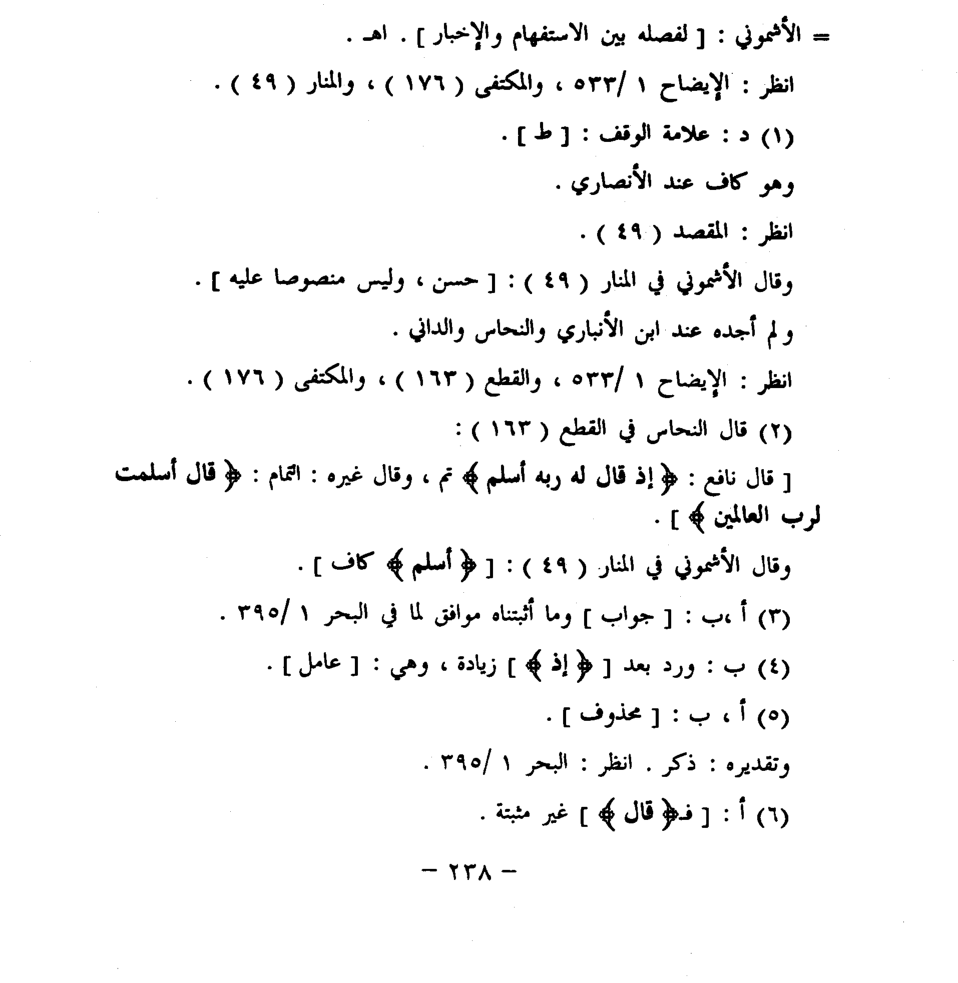 = الأشموني : [ لفصله بين الاستفهام والإخبار ] . اهـ .
انظر : الإيضاح ١ /٥٣٣ ، والمكتفى ( ١٧٦ ) ، والمنار ( ٤٩ ) .
(١) د : علامة الوقف : [ ط ] .
وهو كاف عند الأنصاري .
انظر : المقصد ( ٤٩ ) .
وقال الأشموني في المنار ( ٤٩ ) : [ حسن ، وليس منصوصا عليه ] .
ولم أجده عند ابن الأنباري والنحاس والداني .
انظر : الإيضاح ١ /٥٣٣ ، والقطع ( ١٦٣ ) ، والمكتفى ( ١٧٦ ) .
(٢) قال النحاس في القطع ( ١٦٣ ) :
[ قال نافع : ﴿ إذ قال له ربه أسلم ﴾ تم ، وقال غيره : التمام : ﴿ قال أسلمت
لرب العالمين ﴾ ] .
وقال الأشموني في المنار ( ٤٩ ) : [ ﴿ أسلم ﴾ كاف ] .
(٣) أ ،ب : [ جواب ] وما أثبتناه موافق لما في البحر ١ /٣٩٥ .
(٤) ب : ورد بعد [ ﴿ إذ ﴾ ] زيادة ، وهي : [ عامل ] .
(٥) أ ، ب : [ محذوف ] .
وتقديره : ذكر . انظر : البحر ١ /٣٩٥ .
(٦) أ : [ فـ﴿ قال ﴾ ] غير مثبتة .
– ٢٣٨ –